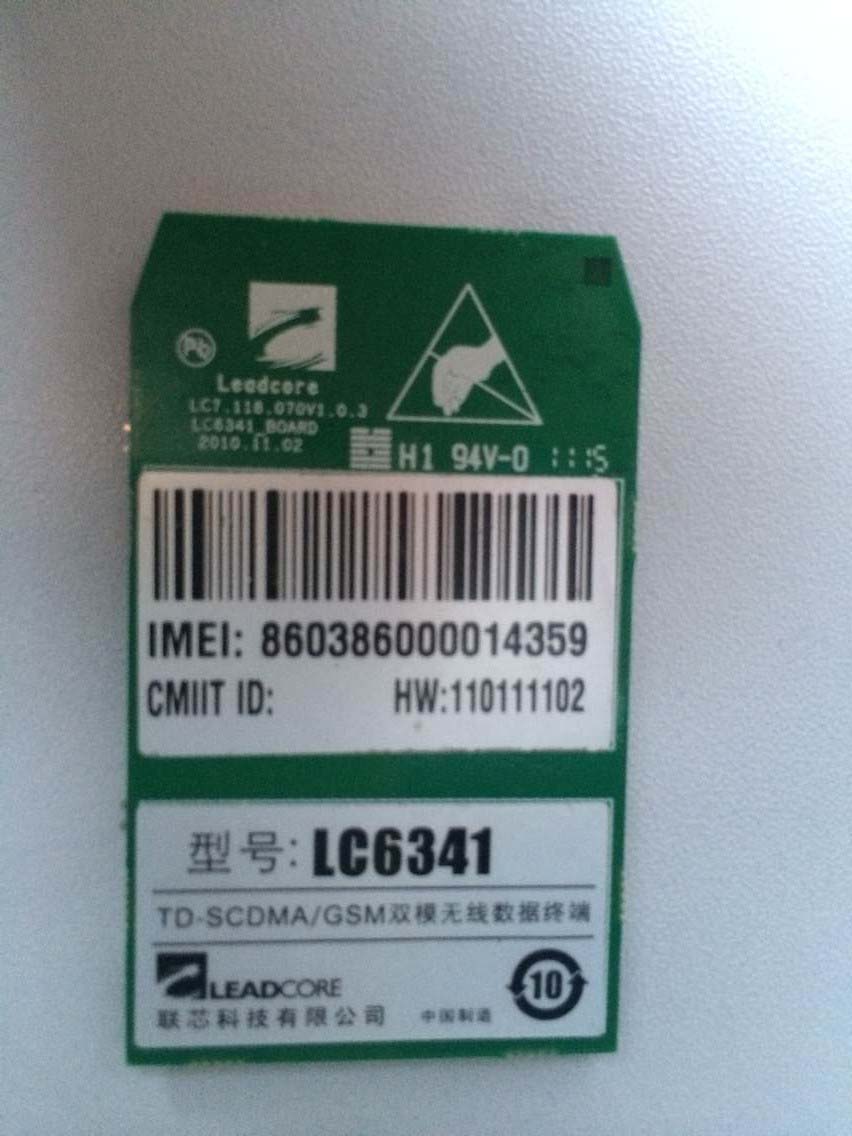 Pb
Leadcore
LC7.118.070V1.0.3
LC6341_BOARD
2010.11.02
H1 94V-0 111S
IMEI: 860386000014359
CMIIT ID: HW:110111102
型号: LC6341
TD-SCDMA/GSM双模无线数据终端
LEADCORE
10
联芯科技有限公司 中国制造